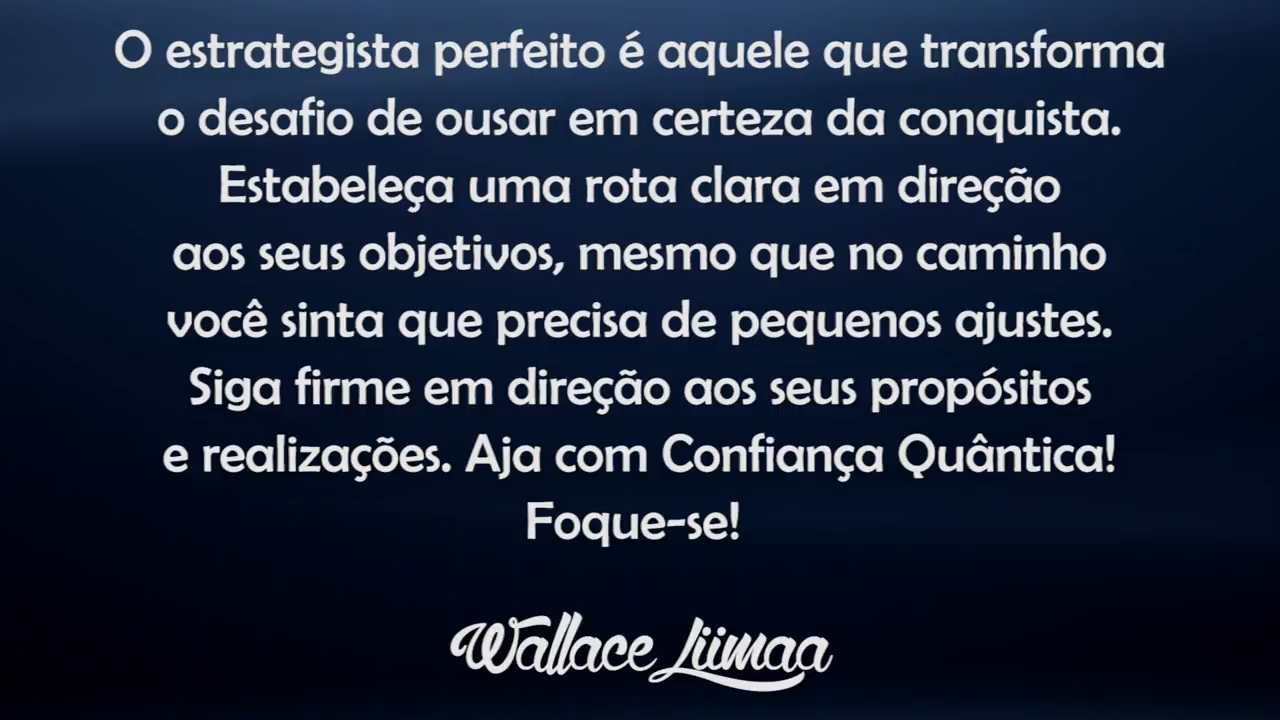 O estrategista perfeito é aquele que transforma
o desafio de ousar em certeza da conquista.
Estabeleça uma rota clara em direção
aos seus objetivos, mesmo que no caminho
você sinta que precisa de pequenos ajustes.
Siga firme em direção aos seus propósitos
e realizações. Aja com Confiança Quântica!
Foque-se!
Wallace Liimaa